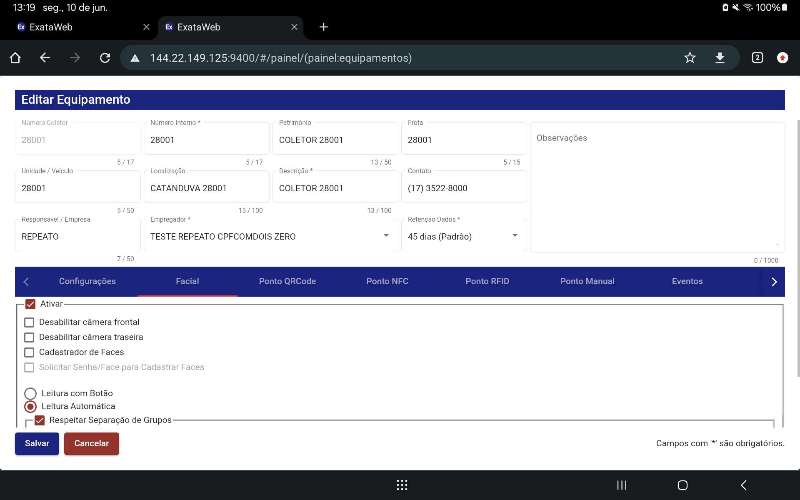 13:19 seg., 10 de jun. 100%
ExataWeb ExataWeb
144.22.149.125:9400/#/painel/(painel:equipamentos) 2
Editar Equipamento
Número Coletor Número Interno * Patrimônio Frota
28001 28001 COLETOR 28001 28001 Observações
5 / 17 5 / 17 13 / 50 5 / 15
Unidade / Veículo Localização Descrição * Contato
28001 CATANDUVA 28001 COLETOR 28001 (17) 3522-8000
5 / 50 15 / 100 13 / 100
Responsável / Empresa Empregador * Retenção Dados *
REPEATO TESTE REPEATO CPFCOMDOIS ZERO 45 dias (Padrão)
7 / 50 0 / 1000
Configurações Facial Ponto QRCode Ponto NFC Ponto RFID Ponto Manual Eventos
Ativar
Desabilitar câmera frontal
Desabilitar câmera traseira
Cadastrador de Faces
Solicitar Senha/Face para Cadastrar Faces
Leitura com Botão
Leitura Automática
Respeitar Separação de Grupos
Salvar Cancelar Campos com '*' são obrigatórios.